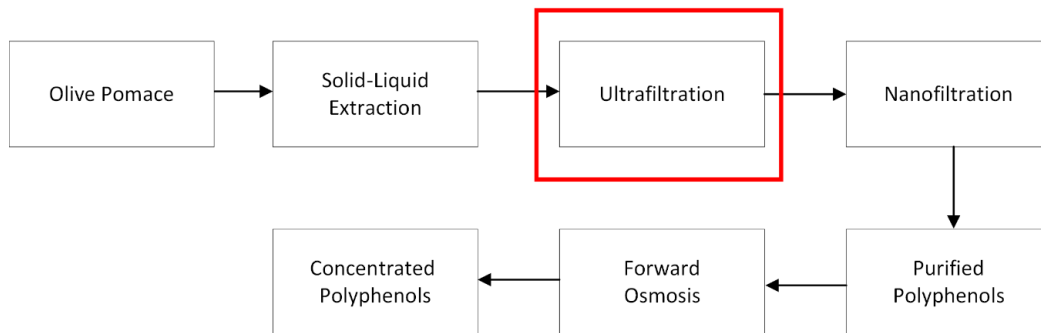 Olive Pomace
Solid-Liquid
Extraction
Ultrafiltration
Nanofiltration
Purified
Polyphenols
Forward
Osmosis
Concentrated
Polyphenols